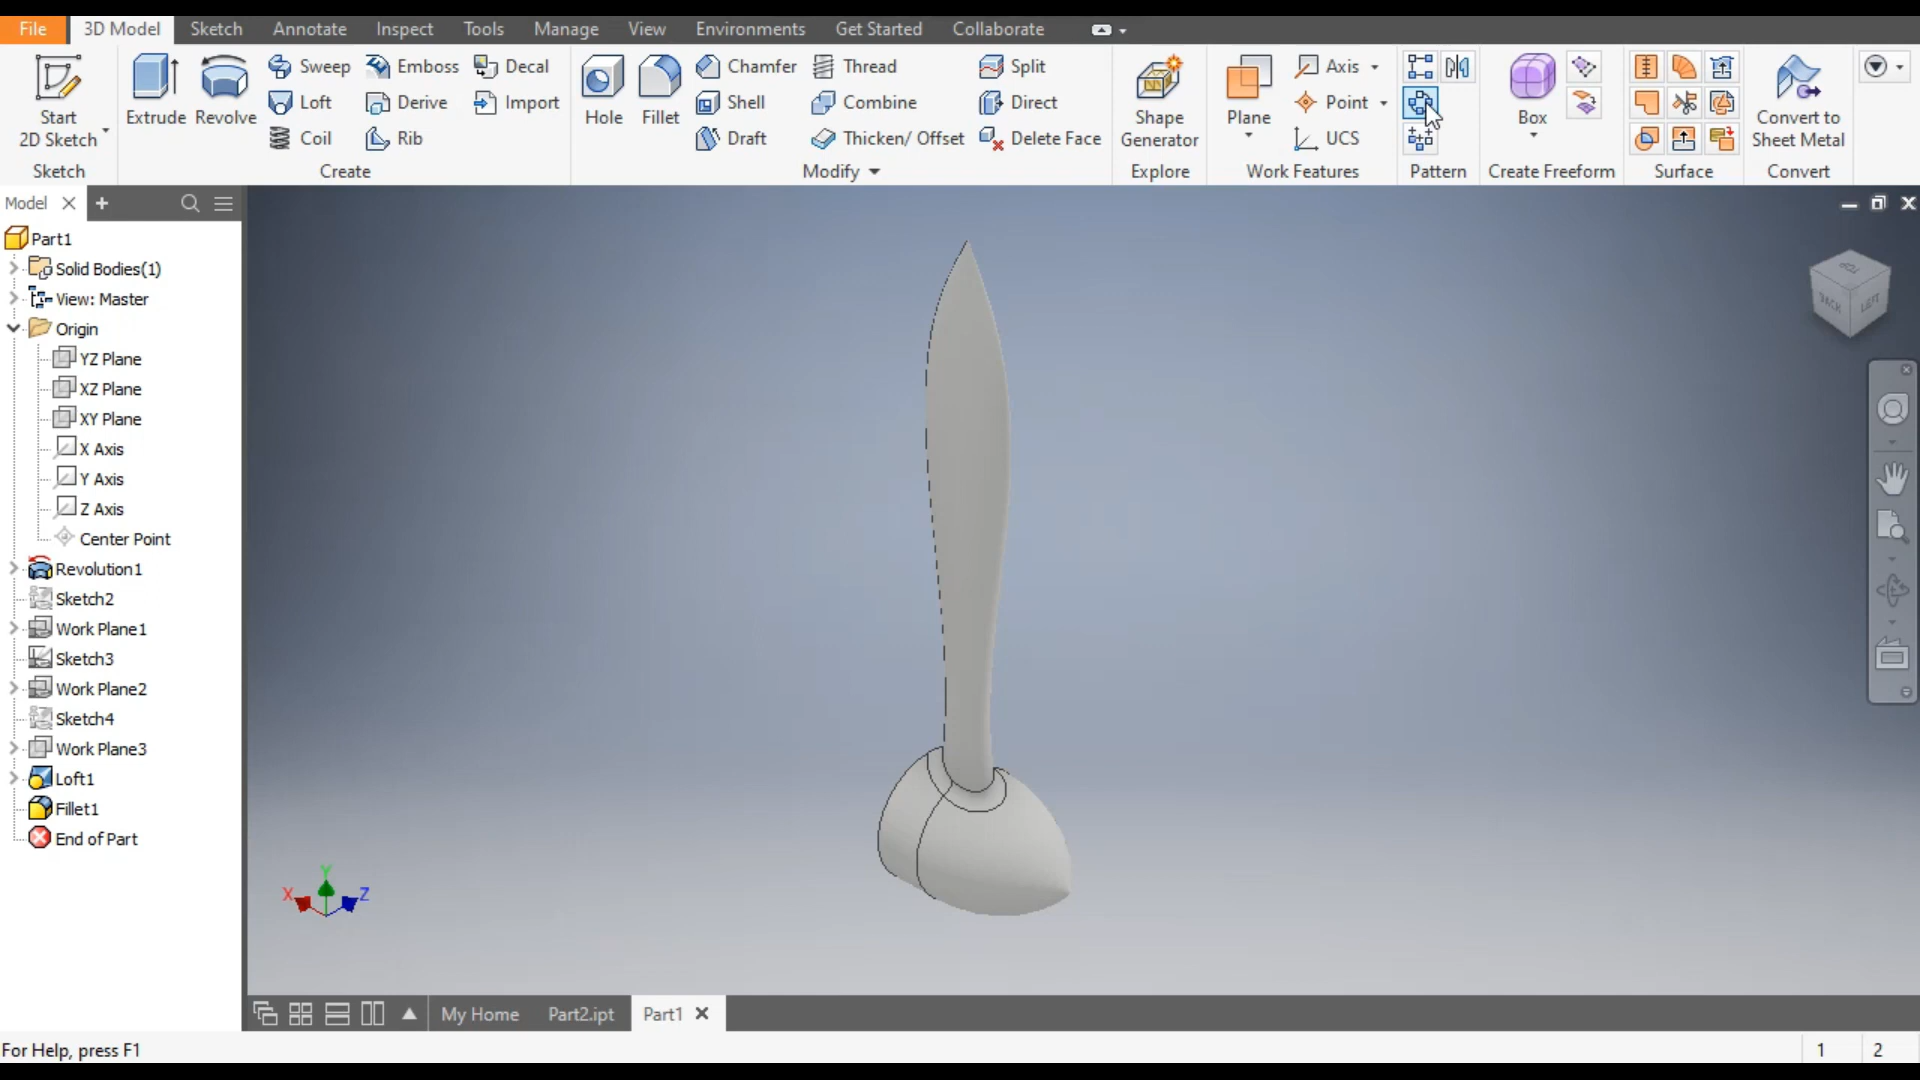 File 3D Model Sketch Annotate Inspect Tools Manage View Environments Get Started Collaborate
Start
2D Sketch
Sketch
Extrude Revolve
Sweep Emboss Decal
Loft Derive Import
Coil Rib
Create
Hole Fillet
Chamfer Thread Split
Shell Combine Direct
Draft Thicken/ Offset Delete Face
Modify
Shape
Generator
Explore
Plane
Axis
Point
UCS
Work Features
Pattern
Box
Create Freeform
Surface
Convert to
Sheet Metal
Convert
Model
Part1
Solid Bodies(1)
View: Master
Origin
YZ Plane
XZ Plane
XY Plane
X Axis
Y Axis
Z Axis
Center Point
Revolution1
Sketch2
Work Plane1
Sketch3
Work Plane2
Sketch4
Work Plane3
Loft1
Fillet1
End of Part
BACK LEFT
Y
X Z
My Home Part2.ipt Part1
For Help, press F1
1 2